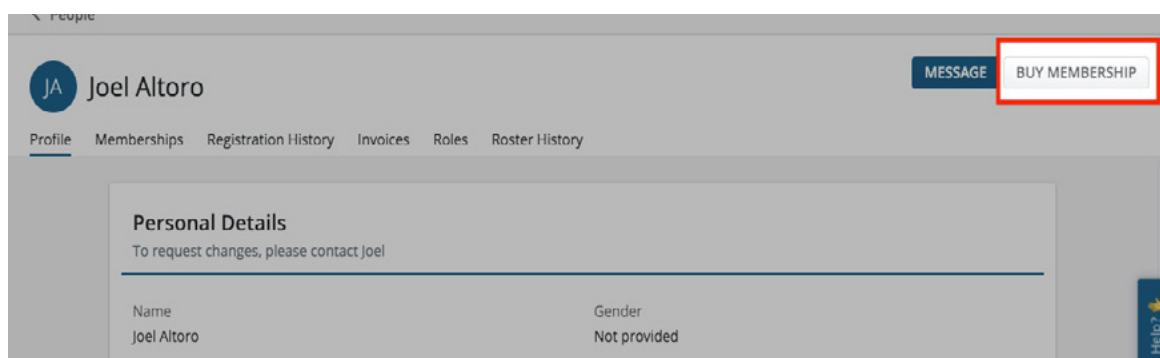 People
JA Joel Altoro
MESSAGE BUY MEMBERSHIP
Profile Memberships Registration History Invoices Roles Roster History
Personal Details
To request changes, please contact Joel
Name Gender
Joel Altoro Not provided
Help?